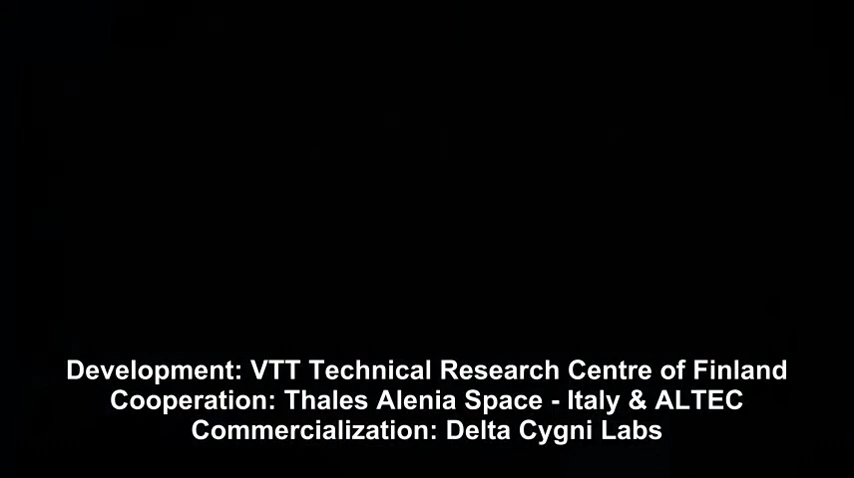 Development: VTT Technical Research Centre of Finland
Cooperation: Thales Alenia Space - Italy & ALTEC
Commercialization: Delta Cygni Labs